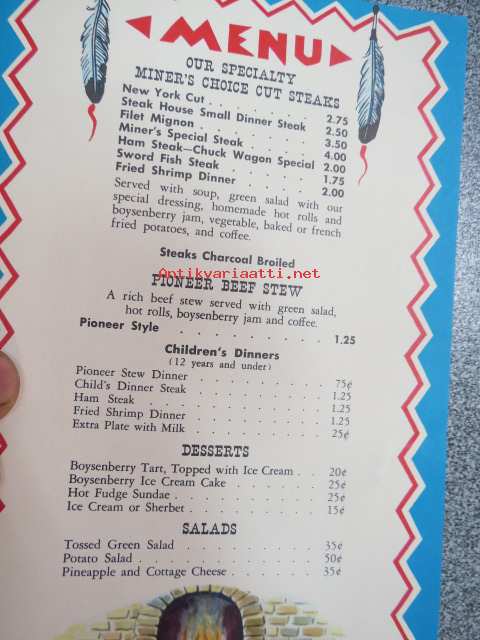 MENU
OUR SPECIALTY
MINER'S CHOICE CUT STEAKS
New York Cut . . . . . . . 2.75
Steak House Small Dinner Steak 2.50
Filet Mignon . . . . . . . 3.50
Miner's Special Steak . . . . 4.00
Ham Steak—Chuck Wagon Special 2.00
Sword Fish Steak . . . . . . 1.75
Fried Shrimp Dinner . . . . . 2.00
Served with soup, green salad with our
special dressing, homemade hot rolls and
boysenberry jam, vegetable, baked or french
fried potatoes, and coffee.
Steaks Charcoal Broiled
Antikvariaatti.net
PIONEER BEEF STEW
A rich beef stew served with green salad,
hot rolls, boysenberry jam and coffee.
Pioneer Style . . . . . . . . 1.25
Children's Dinners
(12 years and under)
Pioneer Stew Dinner . . . . . . . 75¢
Child's Dinner Steak . . . . . . . 1.25
Ham Steak . . . . . . . . . . 1.25
Fried Shrimp Dinner . . . . . . . 1.25
Extra Plate with Milk . . . . . . . 25¢
DESSERTS
Boysenberry Tart, Topped with Ice Cream . . 20¢
Boysenberry Ice Cream Cake . . . . . 25¢
Hot Fudge Sundae . . . . . . . . 25¢
Ice Cream or Sherbet . . . . . . . 15¢
SALADS
Tossed Green Salad . . . . . . . 35¢
Potato Salad . . . . . . . . . . 50¢
Pineapple and Cottage Cheese . . . . . 35¢